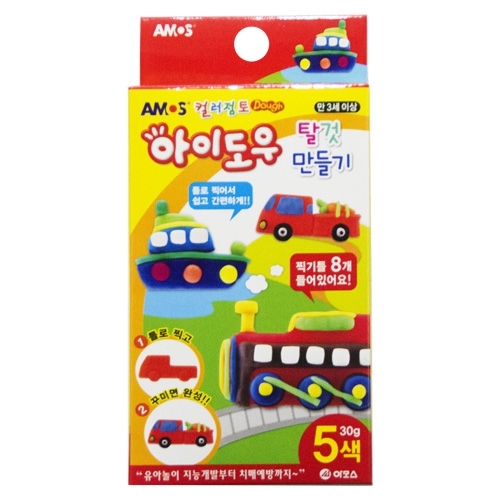 AMOS
AMOS 컬러점토 Dough
만 3세 이상
아이도우
탈것
만들기
틀로 찍어서
쉽고 간편하게!!
찍기틀 8개
들어있어요!
1 틀로 찍고
2 꾸미면 완성!!
30g
5색
"유아놀이 지능개발부터 치매예방까지~"
아모스